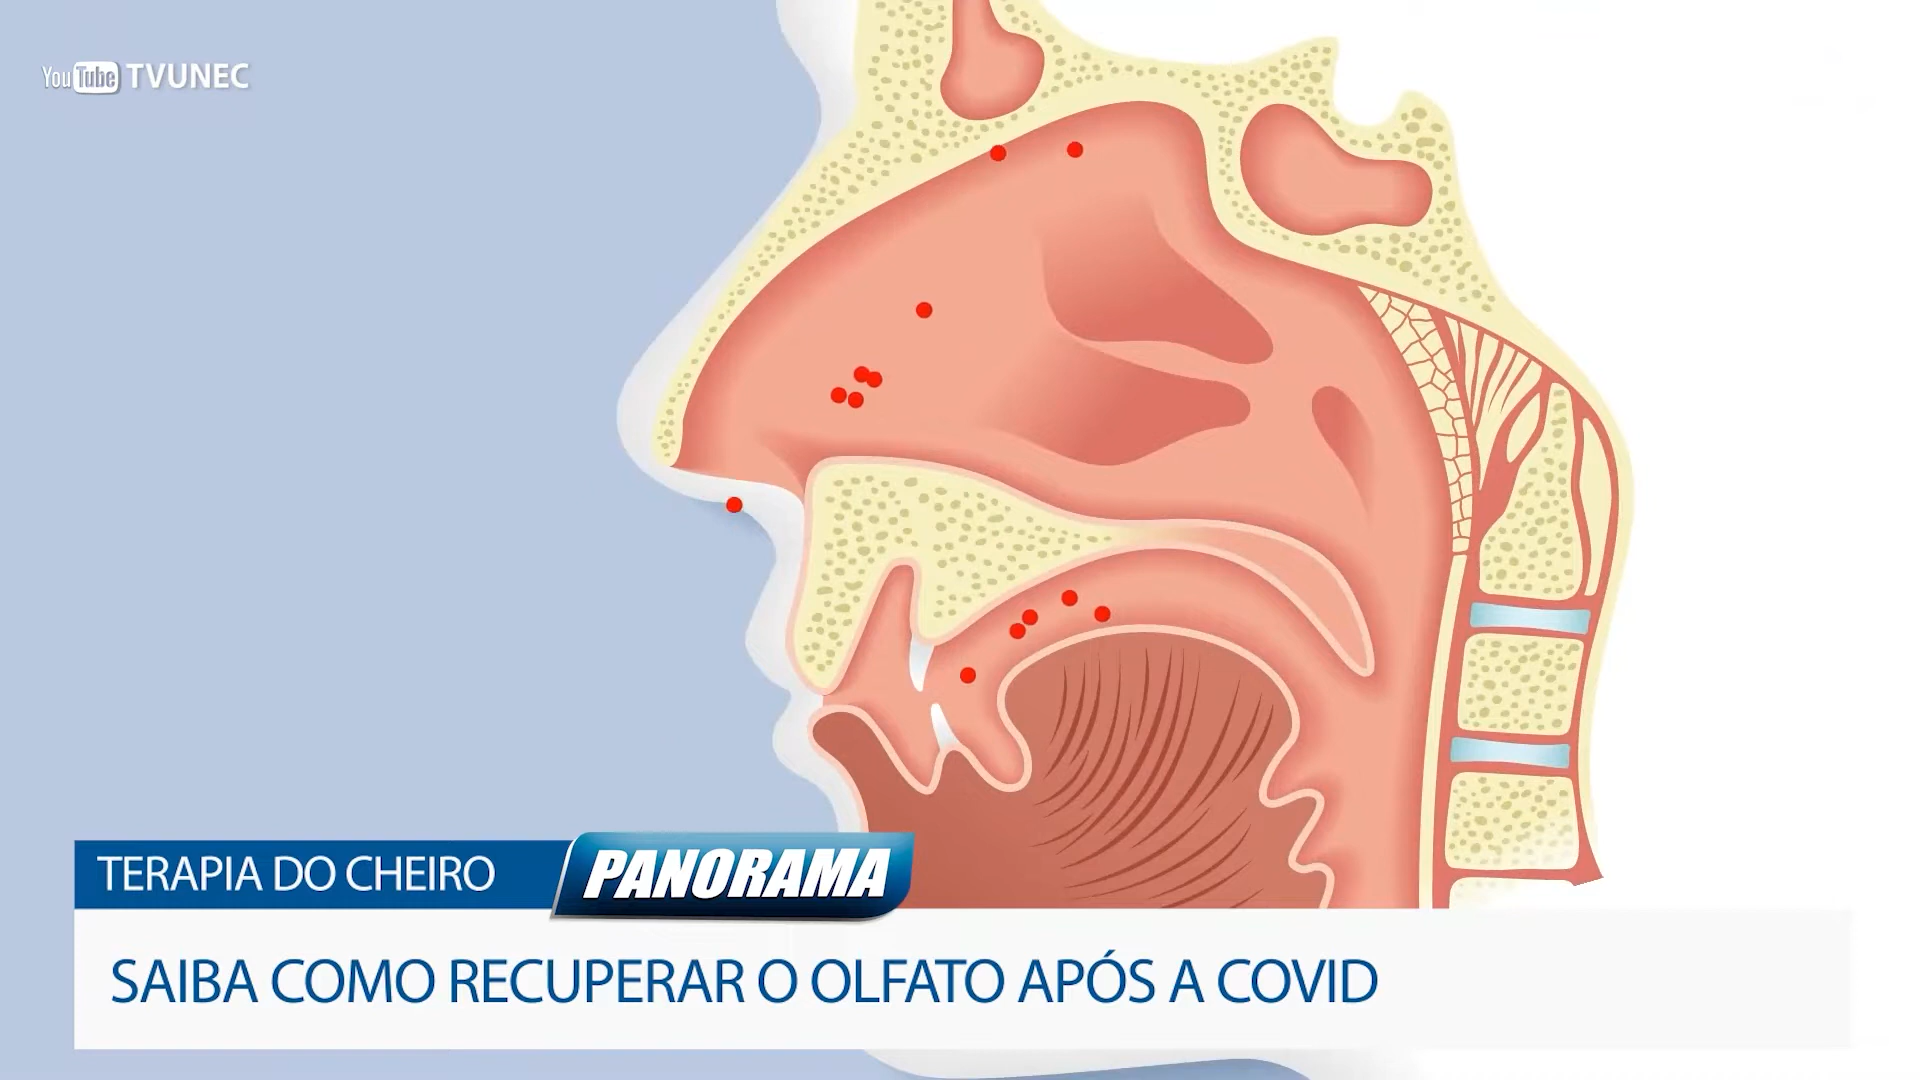 YouTube TVUNEC
TERAPIA DO CHEIRO
PANORAMA
SAIBA COMO RECUPERAR O OLFATO APÓS A COVID